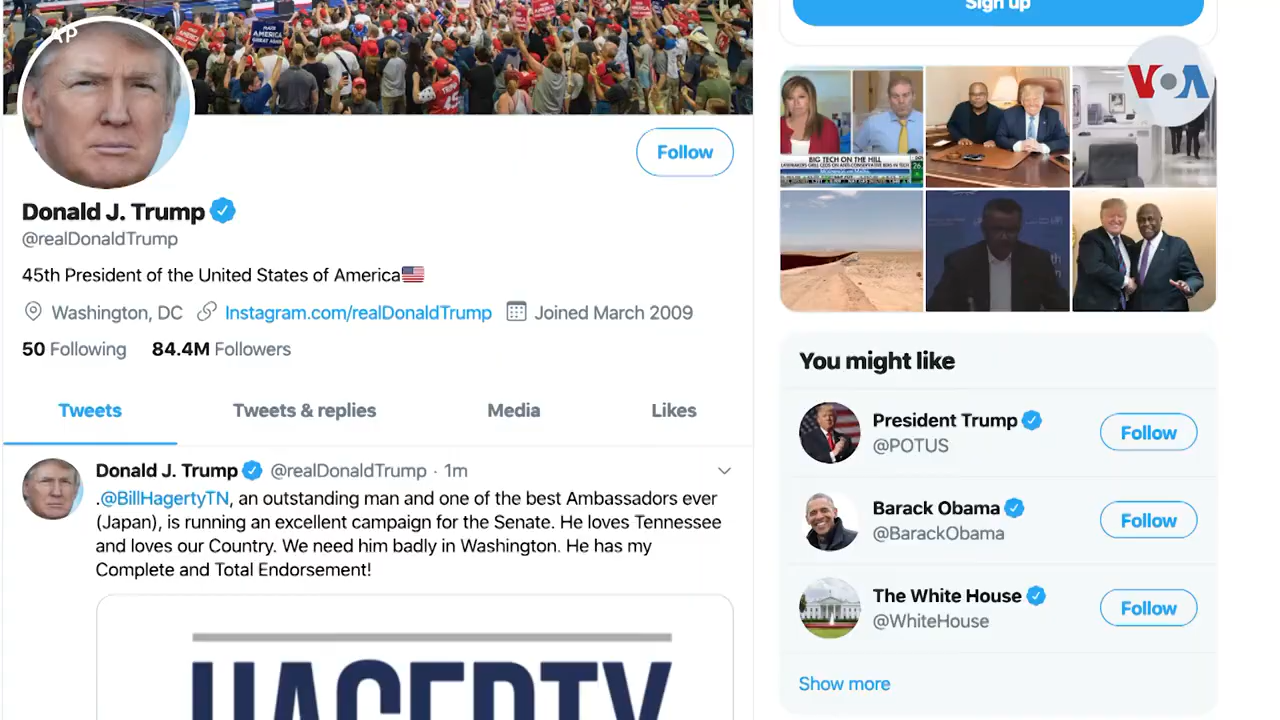 AP
Sign up
VOA
MAKE AMERICA GREAT AGAIN
Follow
Donald J. Trump
@realDonaldTrump
45th President of the United States of America🇺🇸
Washington, DC Instagram.com/realDonaldTrump Joined March 2009
50 Following 84.4M Followers
Tweets Tweets & replies Media Likes
Donald J. Trump @realDonaldTrump · 1m
.@BillHagertyTN, an outstanding man and one of the best Ambassadors ever
(Japan), is running an excellent campaign for the Senate. He loves Tennessee
and loves our Country. We need him badly in Washington. He has my
Complete and Total Endorsement!
HAGERTY
BIG TECH ON THE HILL
You might like
President Trump
@POTUS
Follow
Barack Obama
@BarackObama
Follow
The White House
@WhiteHouse
Follow
Show more